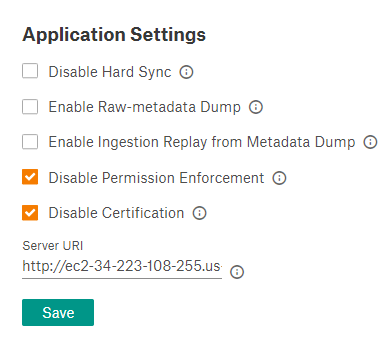 Application Settings
Disable Hard Sync
Enable Raw-metadata Dump
Enable Ingestion Replay from Metadata Dump
Disable Permission Enforcement
Disable Certification
Server URI
http://ec2-34-223-108-255.us
Save